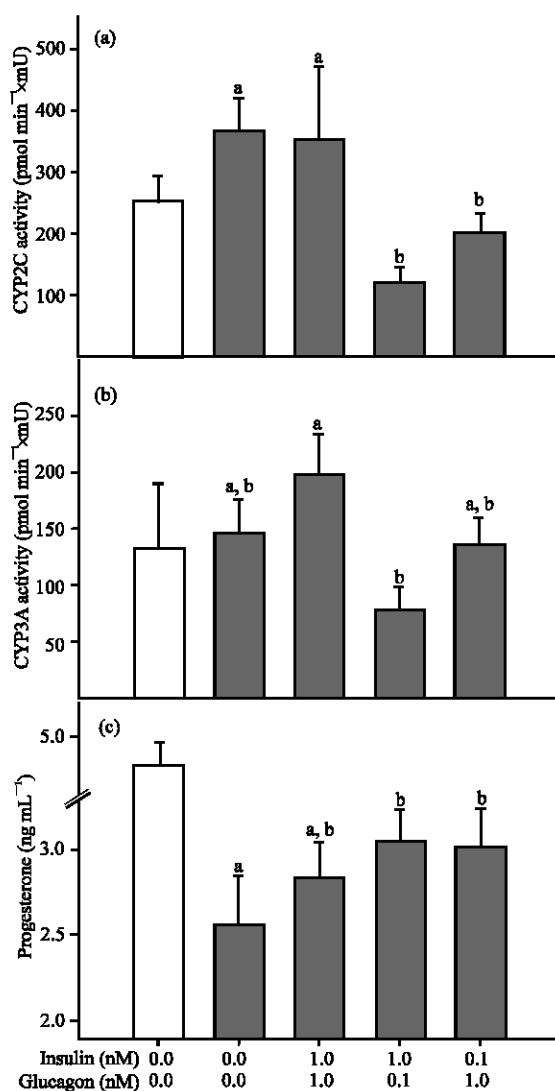 (a)
500
400
300
200
100
CYP2C activity (pmol min⁻¹×mU)
a
a
b
b
(b)
250
200
150
100
50
CYP3A activity (pmol min⁻¹×mU)
a, b
a
b
a, b
(c)
5.0
3.0
2.5
2.0
Progesterone (ng mL⁻¹)
a
a, b
b
b
Insulin (nM) 0.0 0.0 1.0 1.0 0.1
Glucagon (nM) 0.0 0.0 1.0 0.1 1.0